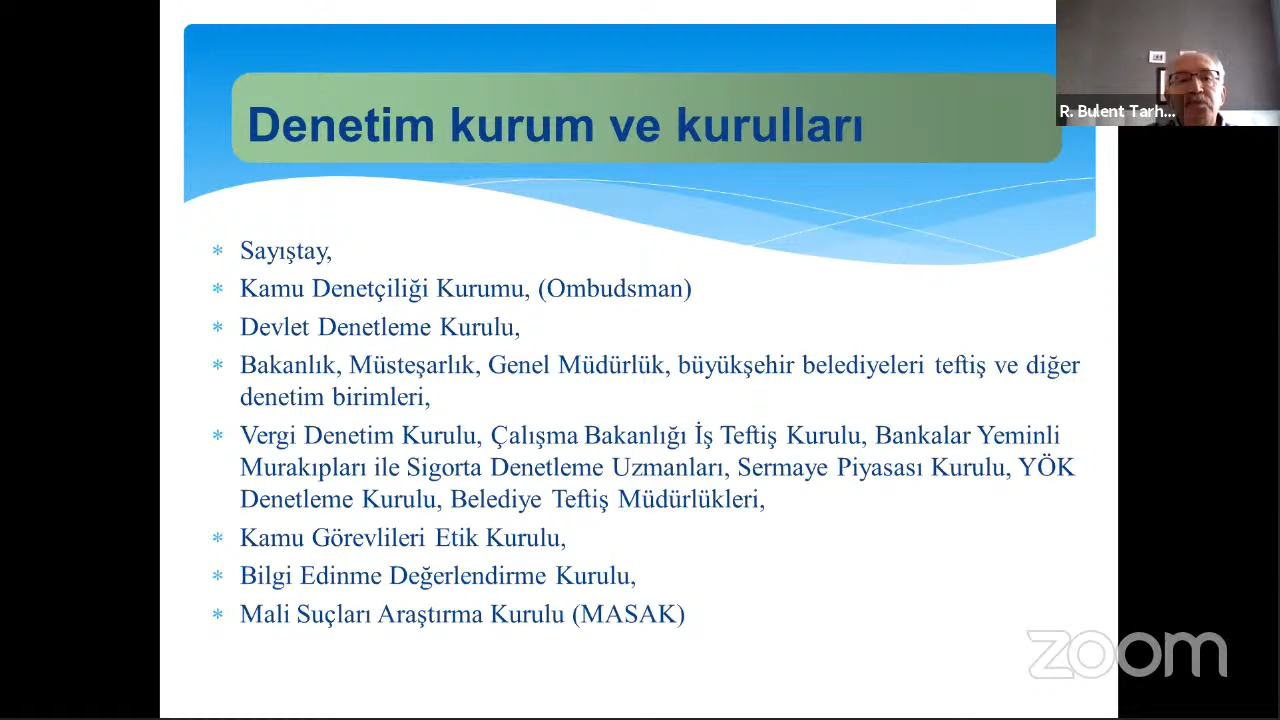 Denetim kurum ve kurulları
R. Bulent Tarh...
* Sayıştay,
* Kamu Denetçiliği Kurumu, (Ombudsman)
* Devlet Denetleme Kurulu,
* Bakanlık, Müsteşarlık, Genel Müdürlük, büyükşehir belediyeleri teftiş ve diğer
denetim birimleri,
* Vergi Denetim Kurulu, Çalışma Bakanlığı İş Teftiş Kurulu, Bankalar Yeminli
Murakıpları ile Sigorta Denetleme Uzmanları, Sermaye Piyasası Kurulu, YÖK
Denetleme Kurulu, Belediye Teftiş Müdürlükleri,
* Kamu Görevlileri Etik Kurulu,
* Bilgi Edinme Değerlendirme Kurulu,
* Mali Suçları Araştırma Kurulu (MASAK)
zoom